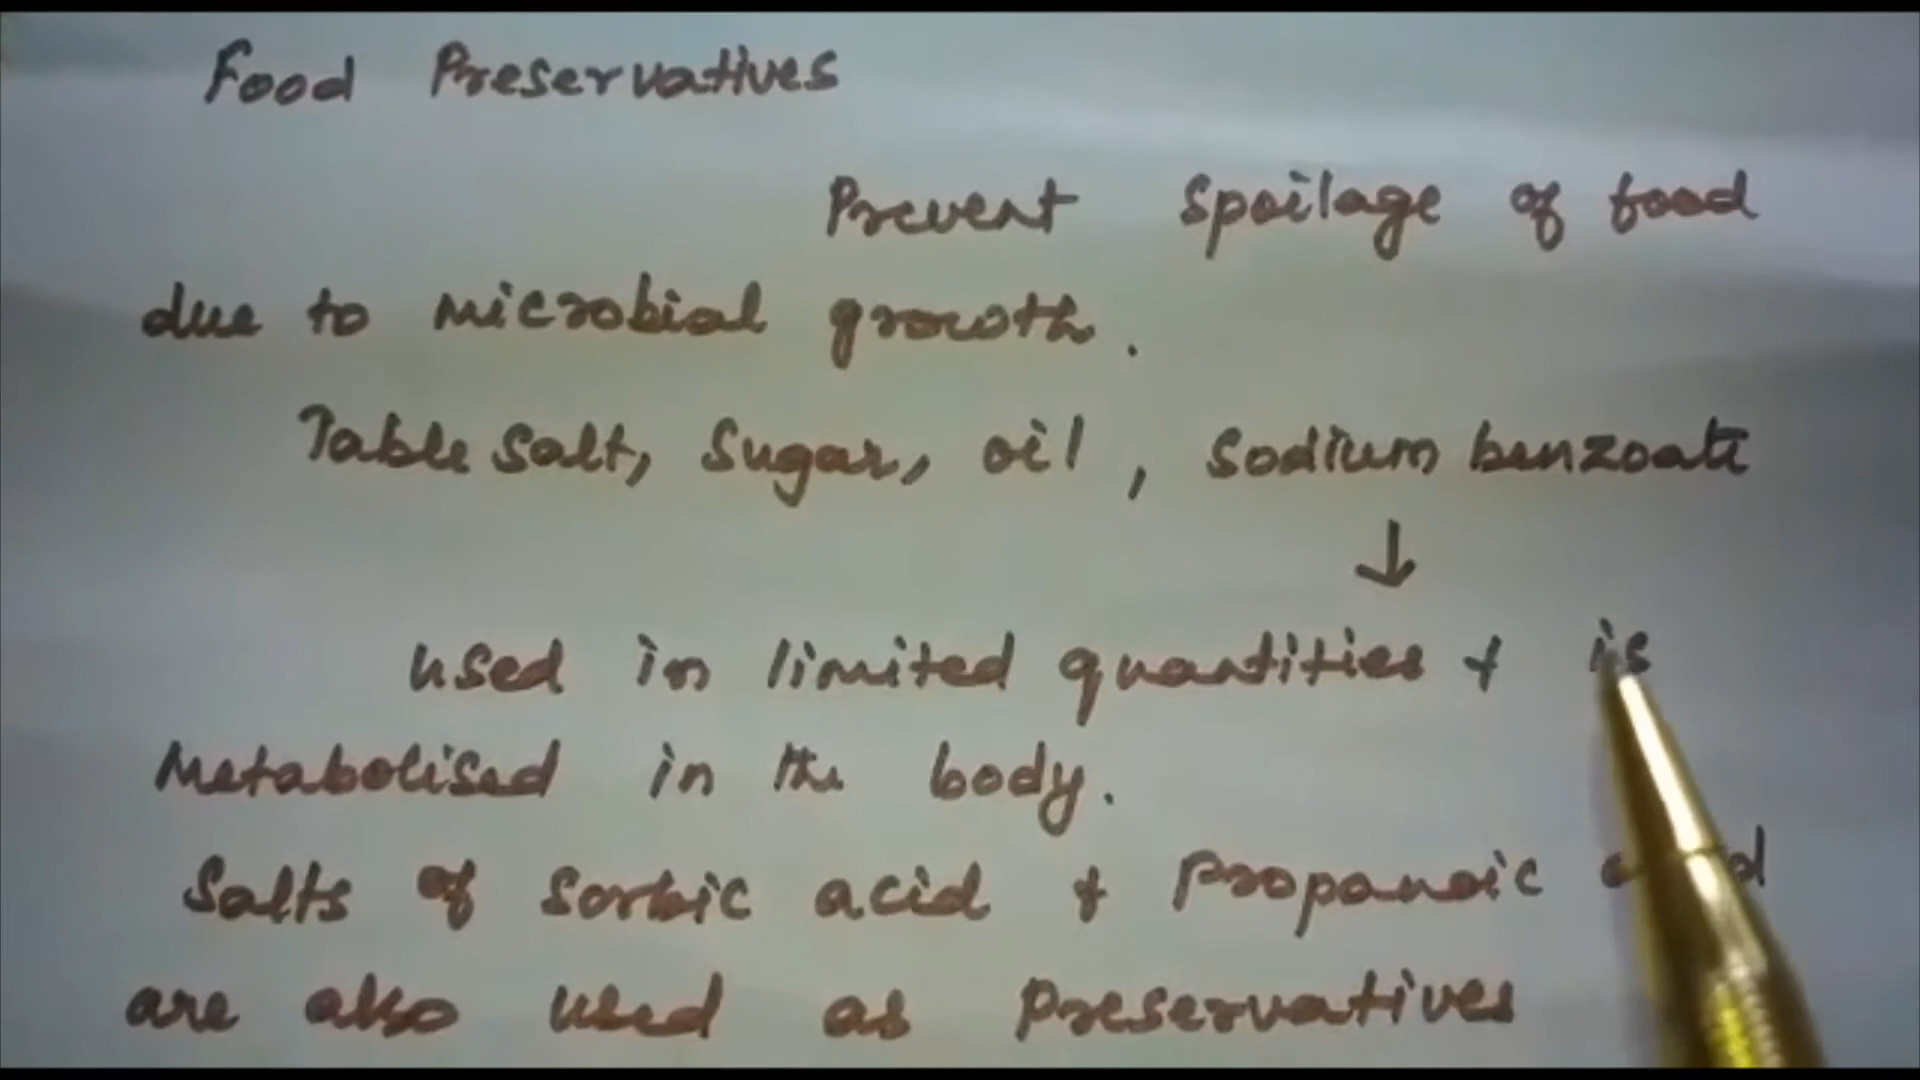 Food Preservatives
Prevent spoilage of food
due to microbial growth.
Table salt, Sugar, oil, sodium benzoate
↓
used in limited quantities + is
Metabolised in the body.
Salts of sorbic acid + propanoic
are also used as preservatives